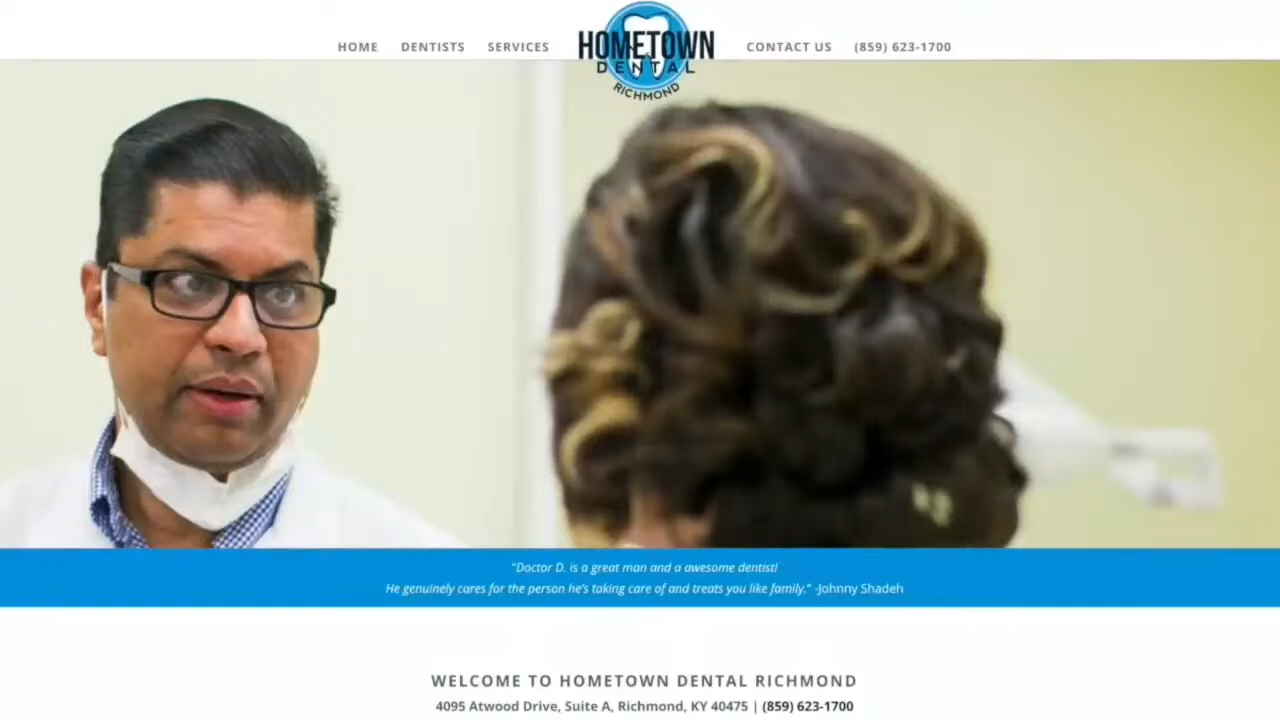 HOME DENTISTS SERVICES HOMETOWN CONTACT US (859) 623-1700
DENTAL
RICHMOND
"Doctor D. is a great man and a awesome dentist!
He genuinely cares for the person he's taking care of and treats you like family." -Johnny Shadeh
WELCOME TO HOMETOWN DENTAL RICHMOND
4095 Atwood Drive, Suite A, Richmond, KY 40475 | (859) 623-1700